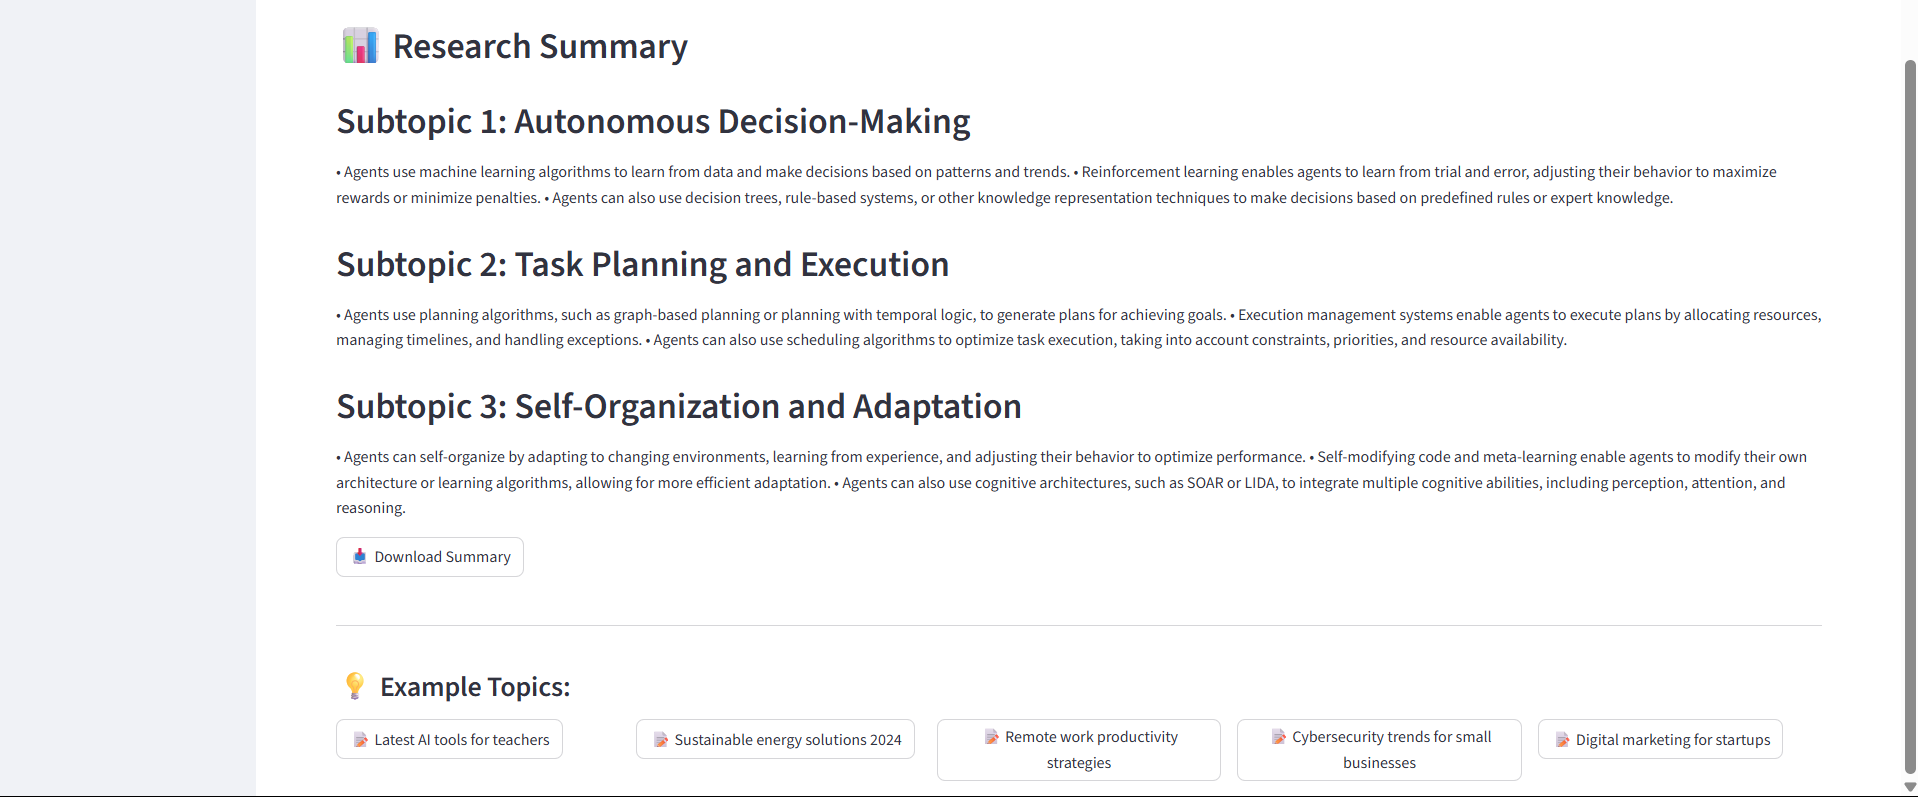 Research Summary
Subtopic 1: Autonomous Decision-Making
• Agents use machine learning algorithms to learn from data and make decisions based on patterns and trends. • Reinforcement learning enables agents to learn from trial and error, adjusting their behavior to maximize
rewards or minimize penalties. • Agents can also use decision trees, rule-based systems, or other knowledge representation techniques to make decisions based on predefined rules or expert knowledge.
Subtopic 2: Task Planning and Execution
• Agents use planning algorithms, such as graph-based planning or planning with temporal logic, to generate plans for achieving goals. • Execution management systems enable agents to execute plans by allocating resources,
managing timelines, and handling exceptions. • Agents can also use scheduling algorithms to optimize task execution, taking into account constraints, priorities, and resource availability.
Subtopic 3: Self-Organization and Adaptation
• Agents can self-organize by adapting to changing environments, learning from experience, and adjusting their behavior to optimize performance. • Self-modifying code and meta-learning enable agents to modify their own
architecture or learning algorithms, allowing for more efficient adaptation. • Agents can also use cognitive architectures, such as SOAR or LIDA, to integrate multiple cognitive abilities, including perception, attention, and
reasoning.
Download Summary
Example Topics:
Latest AI tools for teachers
Sustainable energy solutions 2024
Remote work productivity
strategies
Cybersecurity trends for small
businesses
Digital marketing for startups